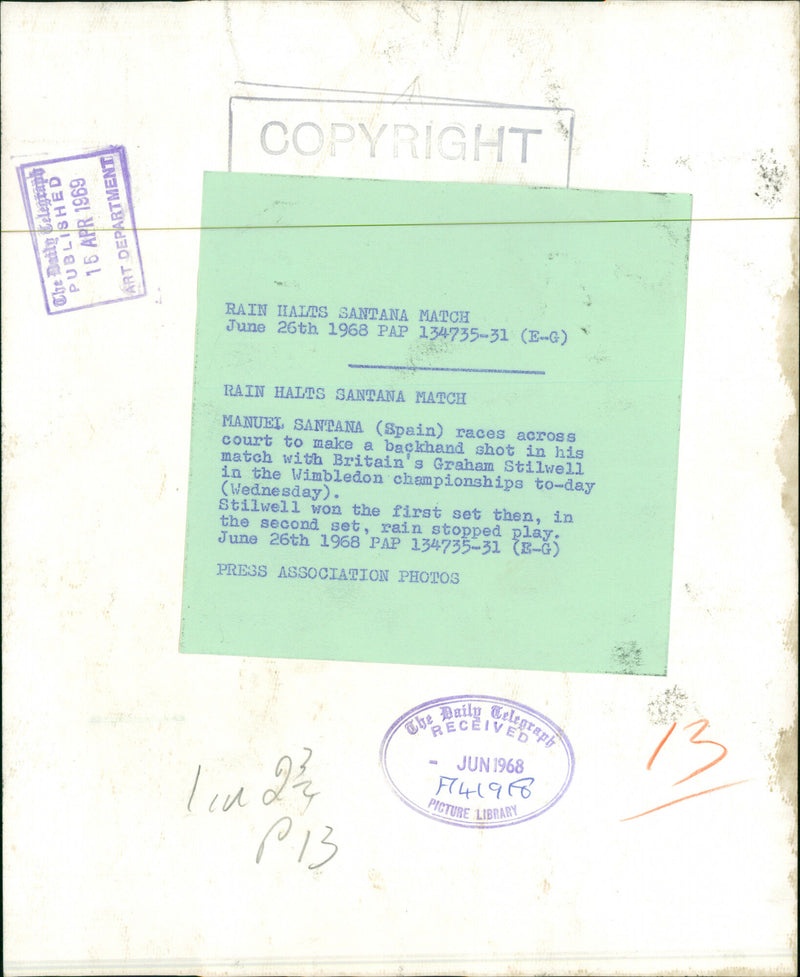 COPYRIGHT
The Daily Telegraph
PUBLISHED
15 APR 1969
ART DEPARTMENT
RAIN HALTS SANTANA MATCH
June 26th 1968 PAP 134735-31 (E-G)
RAIN HALTS SANTANA MATCH
MANUEL SANTANA (Spain) races across
court to make a backhand shot in his
match with Britain's Graham Stilwell
in the Wimbledon championships to-day
(Wednesday).
Stilwell won the first set then, in
the second set, rain stopped play.
June 26th 1968 PAP 134735-31 (E-G)
PRESS ASSOCIATION PHOTOS
The Daily Telegraph
RECEIVED
- JUN 1968
PICTURE LIBRARY
13
P 13